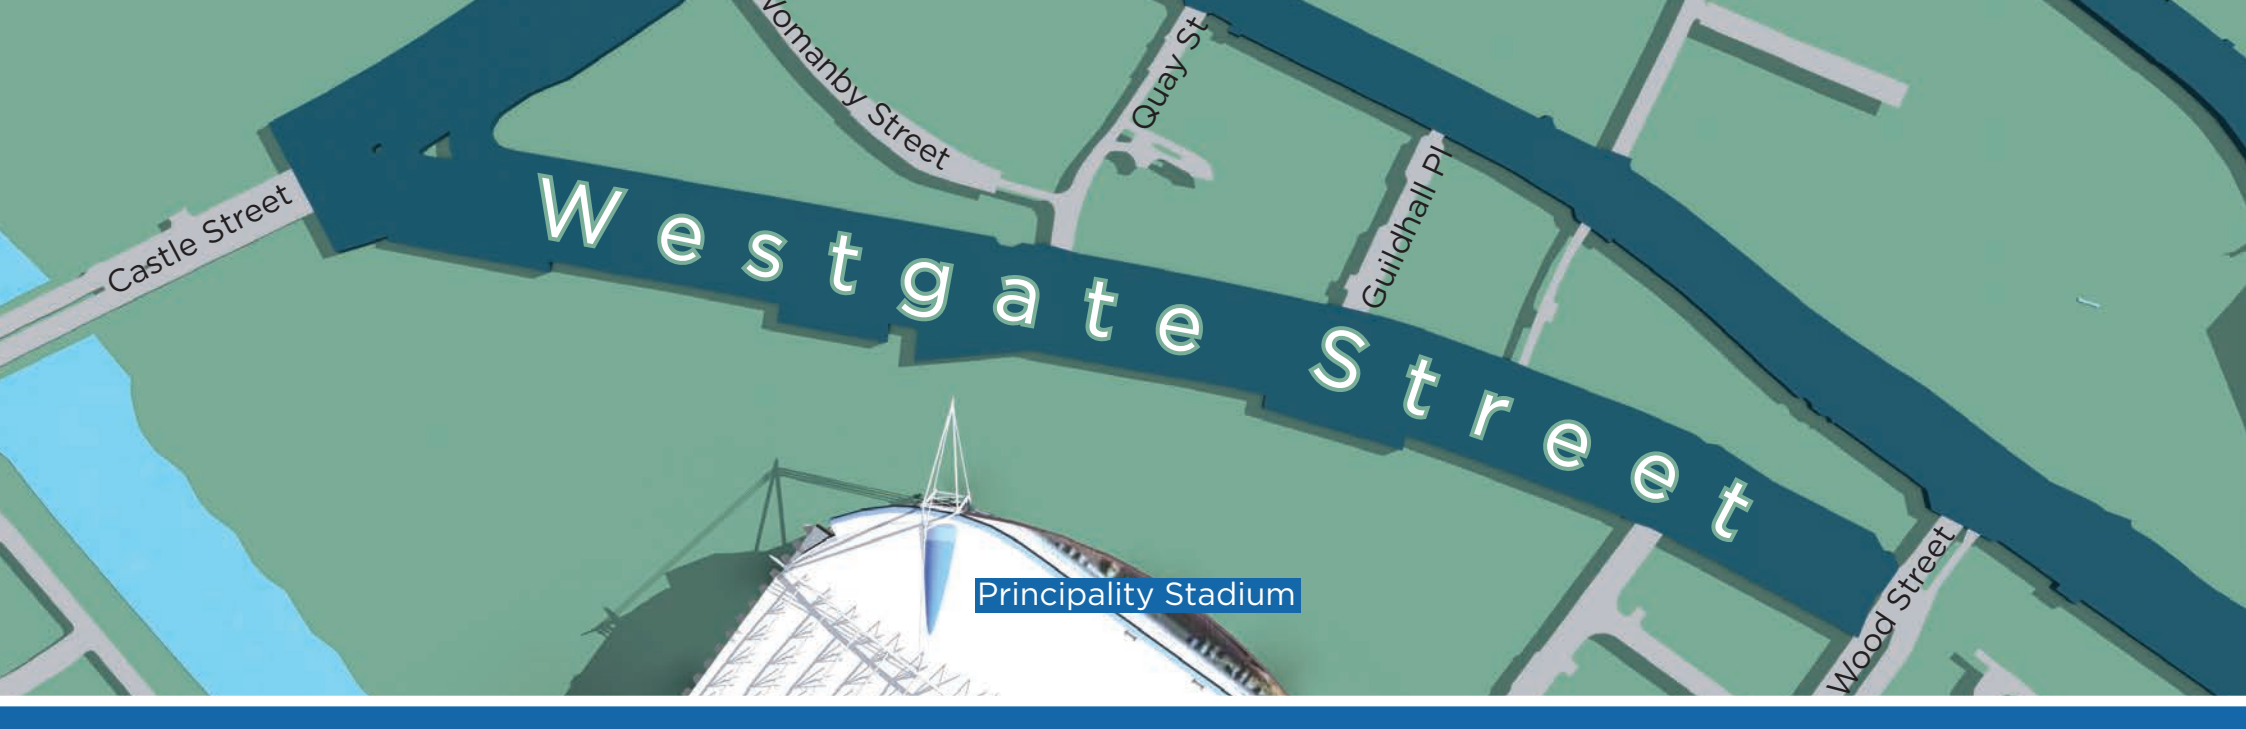 Womanby Street
Quay St
Guildhall Pl
Castle Street
Westgate Street
Wood Street
Principality Stadium